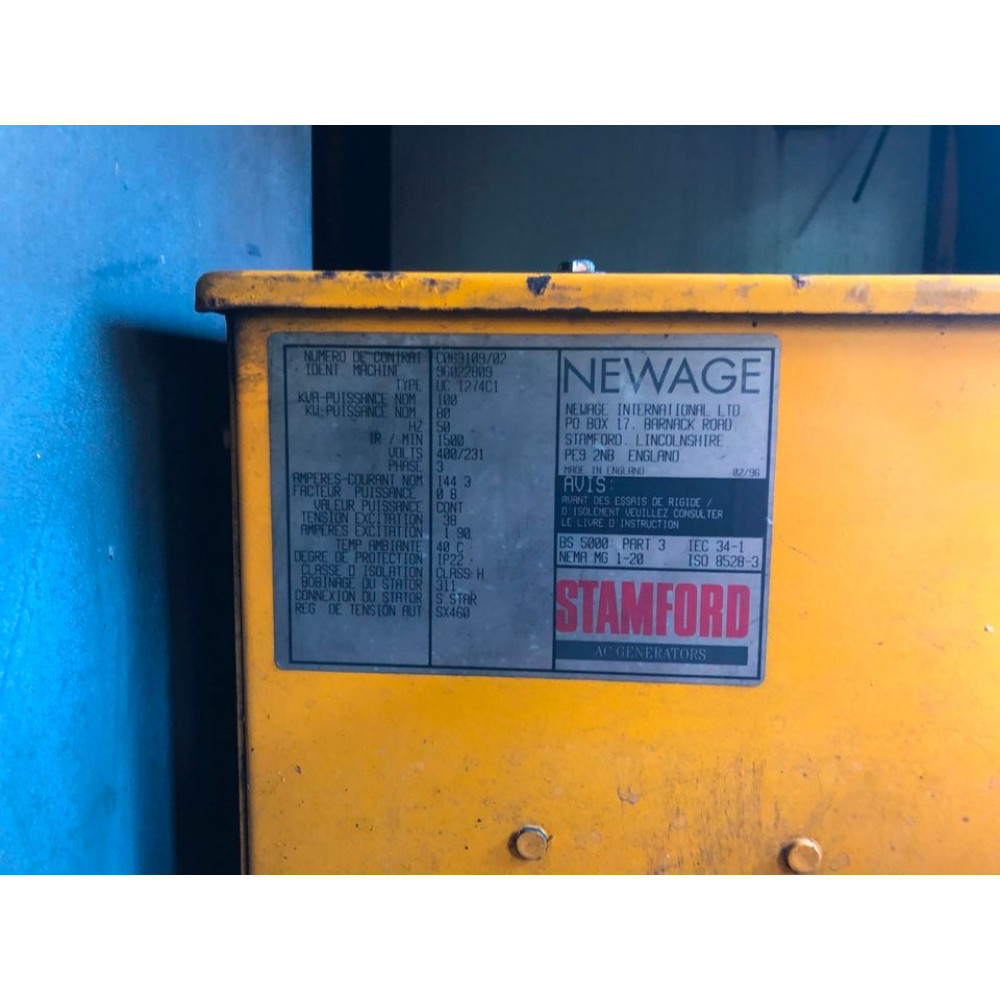 NUMERO DE CONTRAT C069109/02
IDENT MACHINE 96022809
TYPE UC I274C1
KVA-PUISSANCE NOM 100
KW-PUISSANCE NOM 80
HZ 50
TR / MIN 1500
VOLTS 400/231
PHASE 3
AMPERES-COURANT NOM 144 3
FACTEUR PUISSANCE 0 8
VALEUR PUISSANCE CONT
TENSION EXCITATION 38
AMPERES EXCITATION 1 90
TEMP AMBIANTE 40 C
DEGRE DE PROTECTION IP22
CLASSE D ISOLATION CLASS H
BOBINAGE DU STATOR 311
CONNEXION DU STATOR S STAR
REG DE TENSION AUT SX460
NEWAGE
NEWAGE INTERNATIONAL LTD
PO BOX 17, BARNACK ROAD
STAMFORD, LINCOLNSHIRE
PE9 2NB ENGLAND
MADE IN ENGLAND 02/96
AVIS:
AVANT DES ESSAIS DE RIGIDE /
D'ISOLEMENT VEUILLEZ CONSULTER
LE LIVRE D'INSTRUCTION
BS 5000: PART 3 IEC 34-1
NEMA MG 1-20 ISO 8528-3
STAMFORD
AC GENERATORS